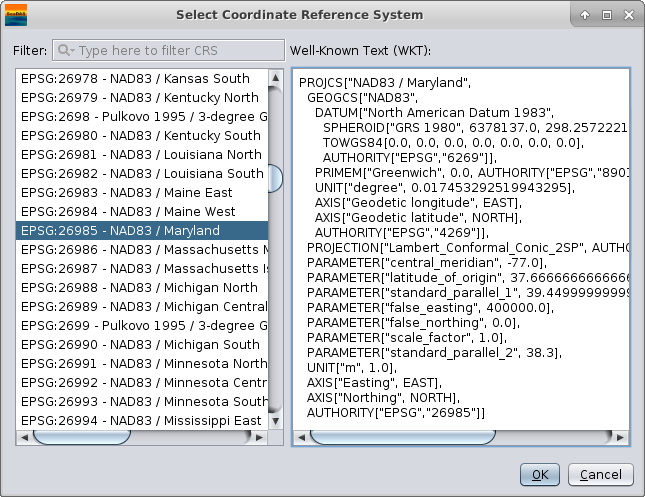 Select Coordinate Reference System
Filter:
Type here to filter CRS
Well-Known Text (WKT):
EPSG:26978 - NAD83 / Kansas South
EPSG:26979 - NAD83 / Kentucky North
EPSG:2698 - Pulkovo 1995 / 3-degree G
EPSG:26980 - NAD83 / Kentucky South
EPSG:26981 - NAD83 / Louisiana North
EPSG:26982 - NAD83 / Louisiana South
EPSG:26983 - NAD83 / Maine East
EPSG:26984 - NAD83 / Maine West
EPSG:26985 - NAD83 / Maryland
EPSG:26986 - NAD83 / Massachusetts M
EPSG:26987 - NAD83 / Massachusetts Is
EPSG:26988 - NAD83 / Michigan North
EPSG:26989 - NAD83 / Michigan Central
EPSG:2699 - Pulkovo 1995 / 3-degree G
EPSG:26990 - NAD83 / Michigan South
EPSG:26991 - NAD83 / Minnesota North
EPSG:26992 - NAD83 / Minnesota Centr
EPSG:26993 - NAD83 / Minnesota South
EPSG:26994 - NAD83 / Mississippi East
PROJCS["NAD83 / Maryland",
GEOGCS["NAD83",
DATUM["North American Datum 1983",
SPHEROID["GRS 1980", 6378137.0, 298.2572221
TOWGS84[0.0, 0.0, 0.0, 0.0, 0.0, 0.0, 0.0],
AUTHORITY["EPSG","6269"]],
PRIMEM["Greenwich", 0.0, AUTHORITY["EPSG","8901
UNIT["degree", 0.017453292519943295],
AXIS["Geodetic longitude", EAST],
AXIS["Geodetic latitude", NORTH],
AUTHORITY["EPSG","4269"]],
PROJECTION["Lambert_Conformal_Conic_2SP", AUTHO
PARAMETER["central_meridian", -77.0],
PARAMETER["latitude_of_origin", 37.6666666666666
PARAMETER["standard_parallel_1", 39.44999999999
PARAMETER["false_easting", 400000.0],
PARAMETER["false_northing", 0.0],
PARAMETER["scale_factor", 1.0],
PARAMETER["standard_parallel_2", 38.3],
UNIT["m", 1.0],
AXIS["Easting", EAST],
AXIS["Northing", NORTH],
AUTHORITY["EPSG","26985"]]
OK
Cancel